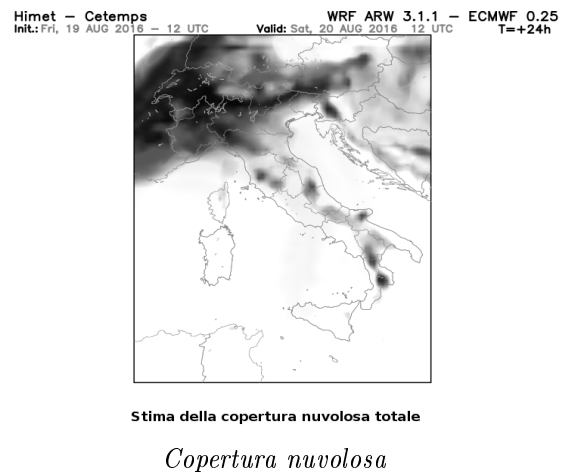 Himet − Cetemps WRF ARW 3.1.1 − ECMWF 0.25
Init.: Fri, 19 AUG 2016 − 12 UTC Valid: Sat, 20 AUG 2016 12 UTC T=+24h
Stima della copertura nuvolosa totale
Copertura nuvolosa